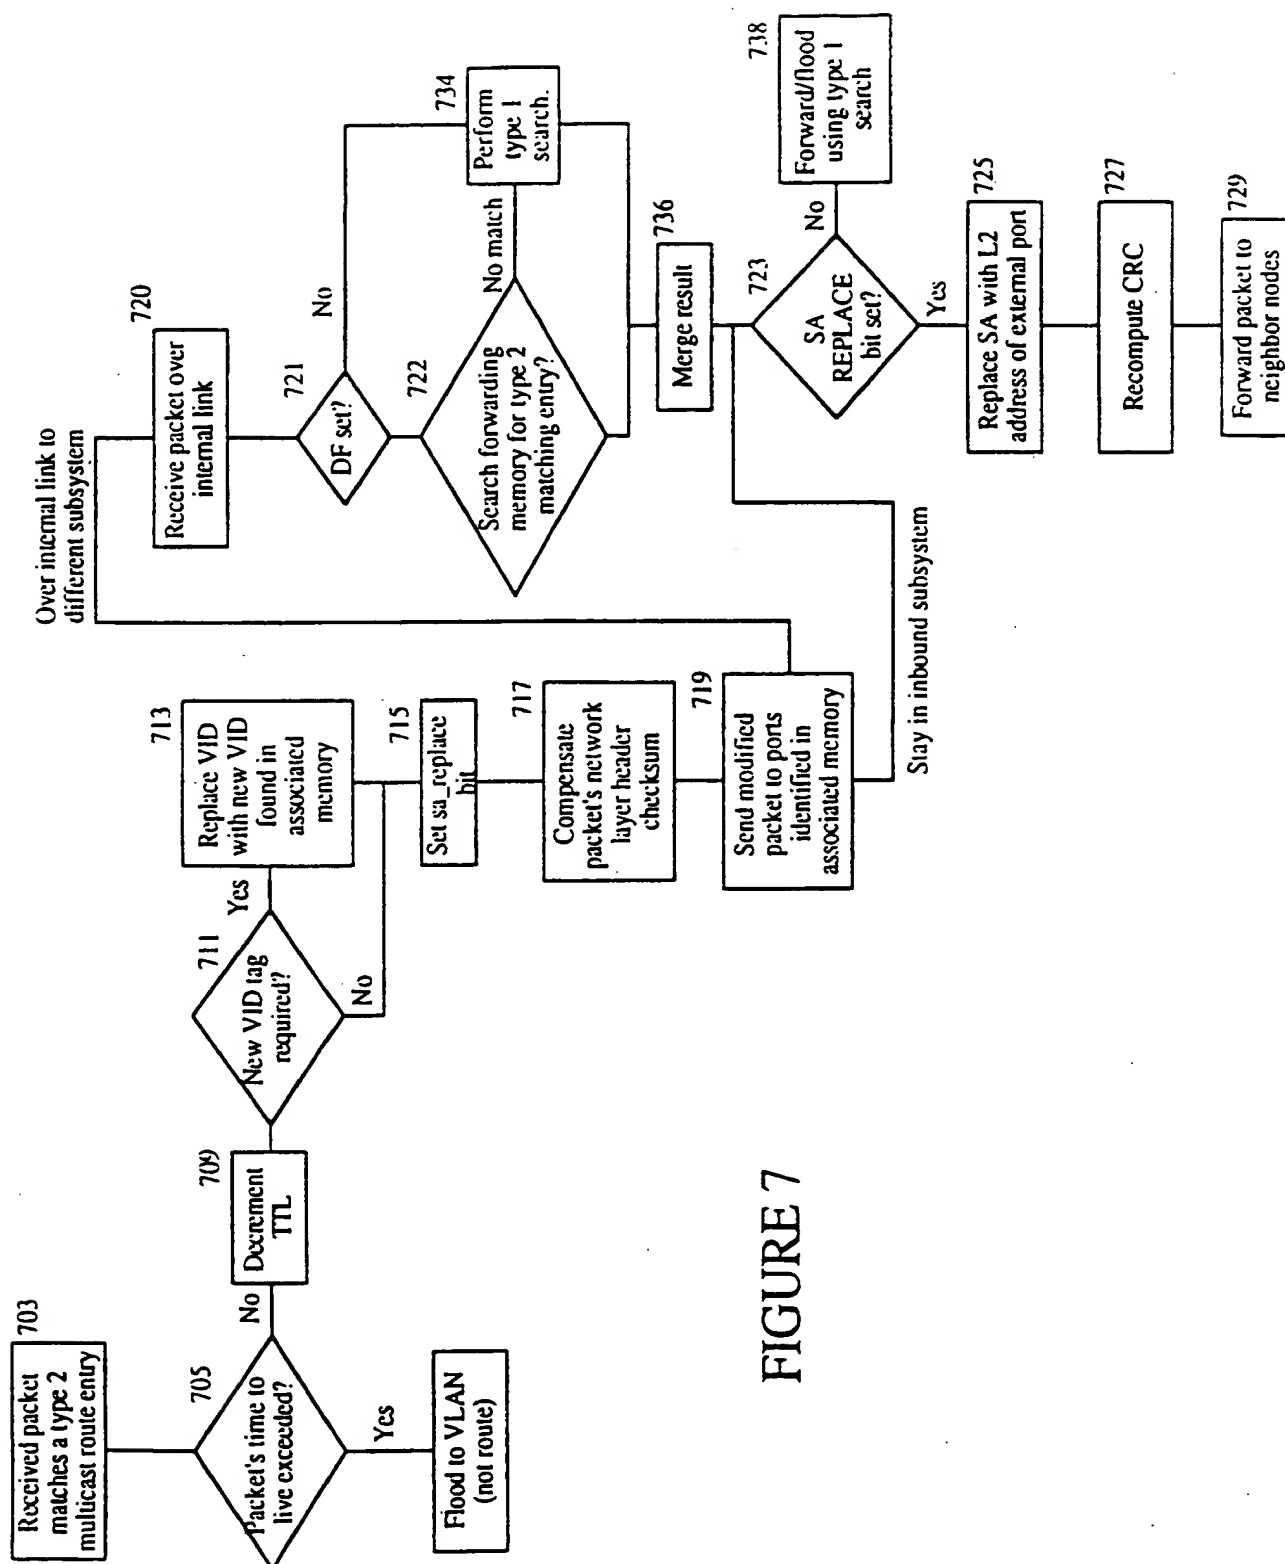 703
Received packet
matches a type 2
multicast route entry
705
Packet's time to
live exceeded?
Yes
Flood to VLAN
(not route)
No
709
Decrement
TTL
711
New VID tag
required?
Yes
No
713
Replace VID
with new VID
found in
associated
memory
715
Set sa_replace
bit
717
Compensate
packet's network
layer header
checksum
719
Send modified
packet to ports
identified in
associated memory
Over internal link to
different subsystem
Stay in inbound subsystem
720
Receive packet over
internal link
721
DF set?
No
722
Search forwarding
memory for type 2
matching entry?
No match
734
Perform
type 1
search.
736
Merge result
723
SA
REPLACE
bit set?
No
738
Forward/flood
using type 1
search
Yes
725
Replace SA with L2
address of external port
727
Recompute CRC
729
Forward packet to
neighbor nodes
FIGURE 7